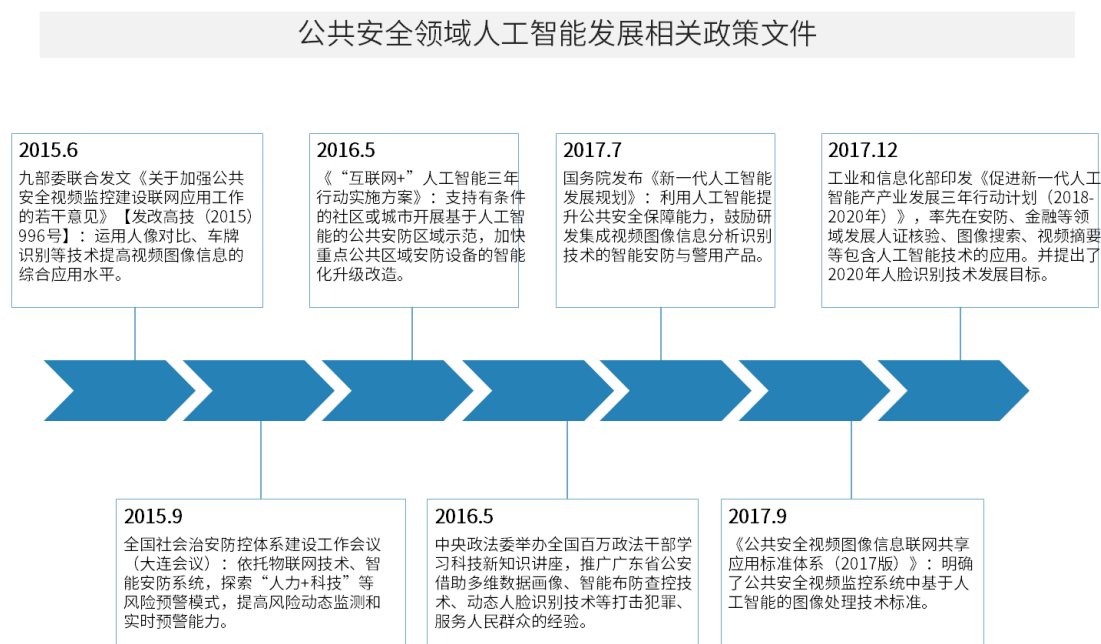 公共安全领域人工智能发展相关政策文件
2015.6
九部委联合发文《关于加强公共
安全视频监控建设联网应用工作
的若干意见》【发改高技（2015）
996号】：运用人像对比、车牌
识别等技术提高视频图像信息的
综合应用水平。
2016.5
《“互联网+”人工智能三年
行动实施方案》：支持有条件
的社区或城市开展基于人工智
能的公共安防区域示范，加快
重点公共区域安防设备的智能
化升级改造。
2017.7
国务院发布《新一代人工智能
发展规划》：利用人工智能提
升公共安全保障能力，鼓励研
发集成视频图像信息分析识别
技术的智能安防与警用产品。
2017.12
工业和信息化部印发《促进新一代人工
智能产产业发展三年行动计划（2018-
2020年）》，率先在安防、金融等领
域发展人证核验、图像搜索、视频摘要
等包含人工智能技术的应用。并提出了
2020年人脸识别技术发展目标。
2015.9
全国社会治安防控体系建设工作会议
（大连会议）：依托物联网技术、智
能安防系统，探索“人力+科技”等
风险预警模式，提高风险动态监测和
实时预警能力。
2016.5
中央政法委举办全国百万政法干部学
习科技新知识讲座，推广广东省公安
借助多维数据画像、智能布防查控技
术、动态人脸识别技术等打击犯罪、
服务人民群众的经验。
2017.9
《公共安全视频图像信息联网共享
应用标准体系（2017版）》：明确
了公共安全视频监控系统中基于人
工智能的图像处理技术标准。